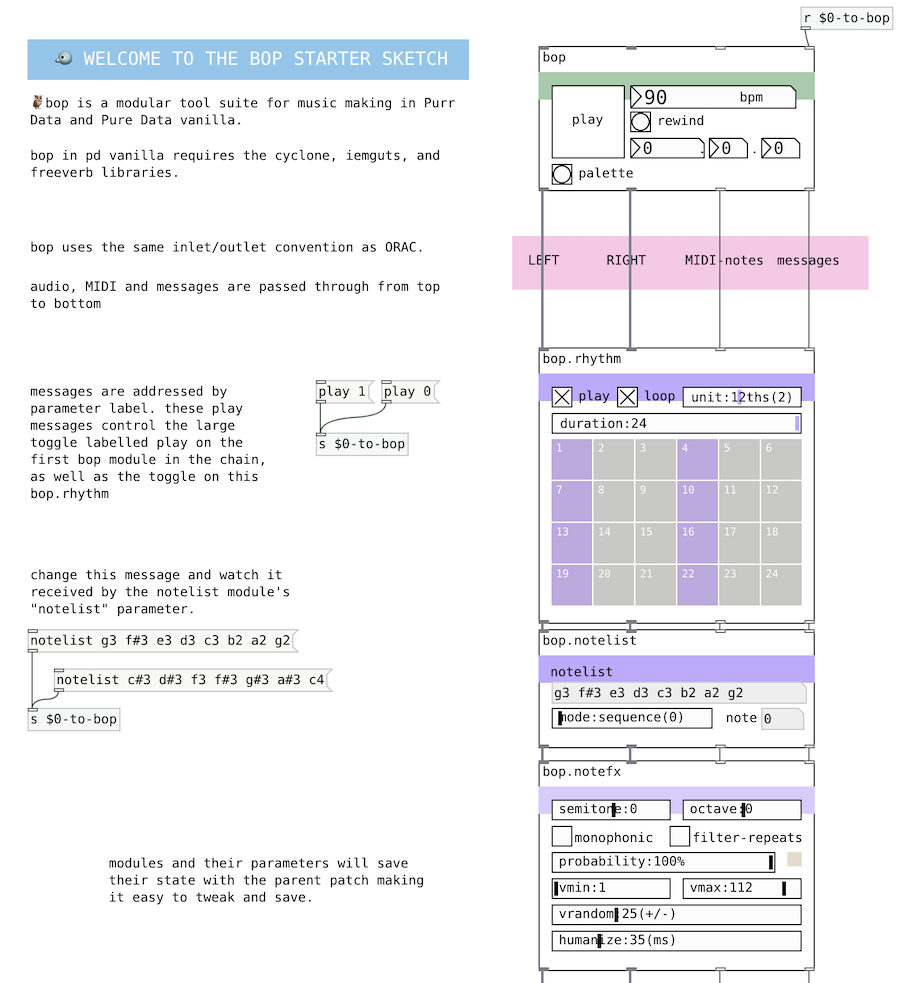 r $0-to-bop
WELCOME TO THE BOP STARTER SKETCH
bop is a modular tool suite for music making in Purr
Data and Pure Data vanilla.
bop in pd vanilla requires the cyclone, iemguts, and
freeverb libraries.
bop uses the same inlet/outlet convention as ORAC.
audio, MIDI and messages are passed through from top
to bottom
messages are addressed by
parameter label. these play
messages control the large
toggle labelled play on the
first bop module in the chain,
as well as the toggle on this
bop.rhythm
play 1
play 0
s $0-to-bop
change this message and watch it
received by the notelist module's
"notelist" parameter.
notelist g3 f#3 e3 d3 c3 b2 a2 g2
notelist c#3 d#3 f3 f#3 g#3 a#3 c4
s $0-to-bop
modules and their parameters will save
their state with the parent patch making
it easy to tweak and save.
bop
play
90 bpm
rewind
0 . 0 . 0
palette
LEFT RIGHT MIDI-notes messages
bop.rhythm
play loop unit:12ths(2)
duration:24
1 2 3 4 5 6
7 8 9 10 11 12
13 14 15 16 17 18
19 20 21 22 23 24
bop.notelist
notelist
g3 f#3 e3 d3 c3 b2 a2 g2
mode:sequence(0) note 0
bop.notefx
semitone:0 octave:0
monophonic filter-repeats
probability:100%
vmin:1 vmax:112
vrandom:25(+/-)
humanize:35(ms)